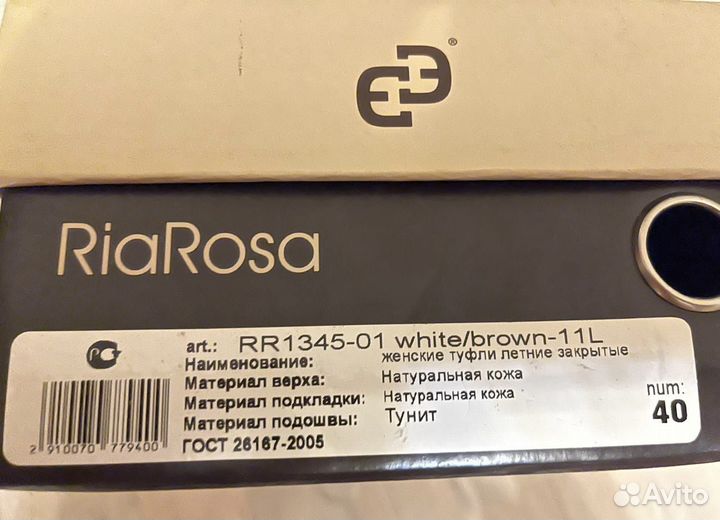 RiaRosa
art.: RR1345-01 white/brown-11L
Наименование: женские туфли летние закрытые
Материал верха: Натуральная кожа
Материал подкладки: Натуральная кожа
Материал подошвы: Тунит
ГОСТ 26167-2005
num:
40
2 910070 779400
Avito